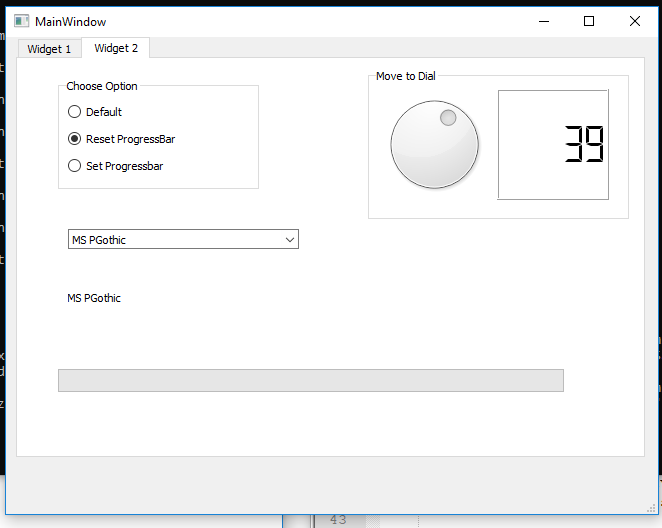 MainWindow
Widget 1
Widget 2
Choose Option
Default
Reset ProgressBar
Set Progressbar
Move to Dial
39
MS PGothic
MS PGothic
43